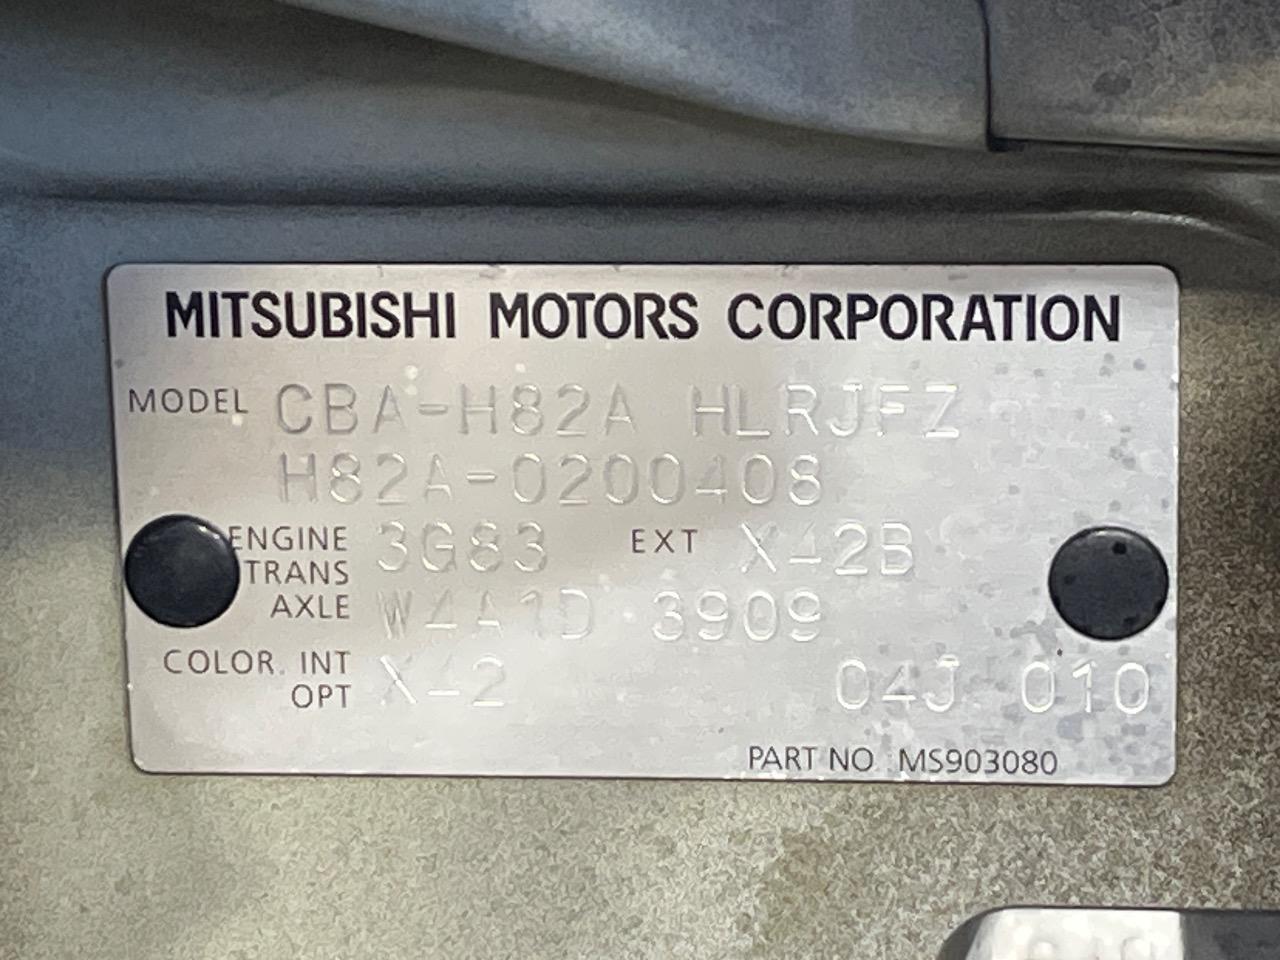 MITSUBISHI MOTORS CORPORATION
MODEL CBA-H82A HLRJFZ
H82A-0200408
ENGINE 3G83 EXT X42B
TRANS
AXLE W4A1D 3909
COLOR. INT
OPT X42 04J 010
PART NO. MS903080